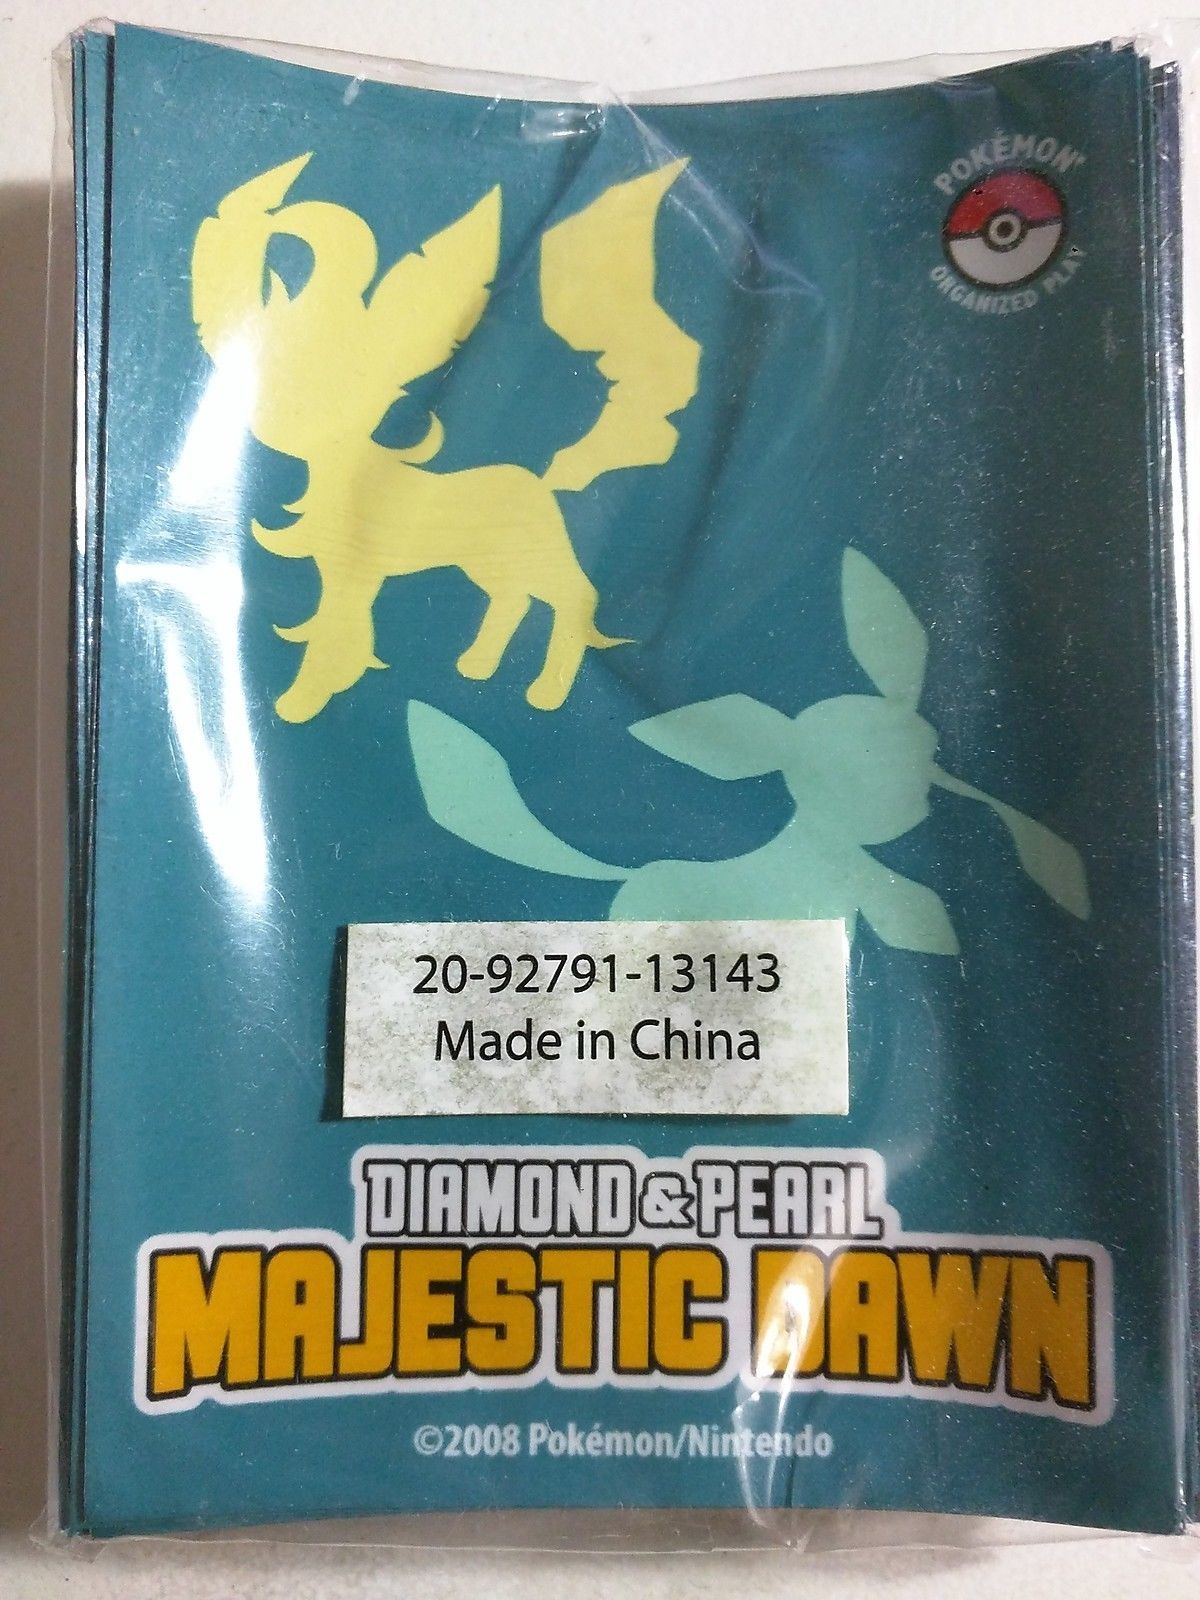 POKÉMON
ORGANIZED PLAY
20-92791-13143
Made in China
DIAMOND & PEARL
MAJESTIC DAWN
©2008 Pokémon/Nintendo